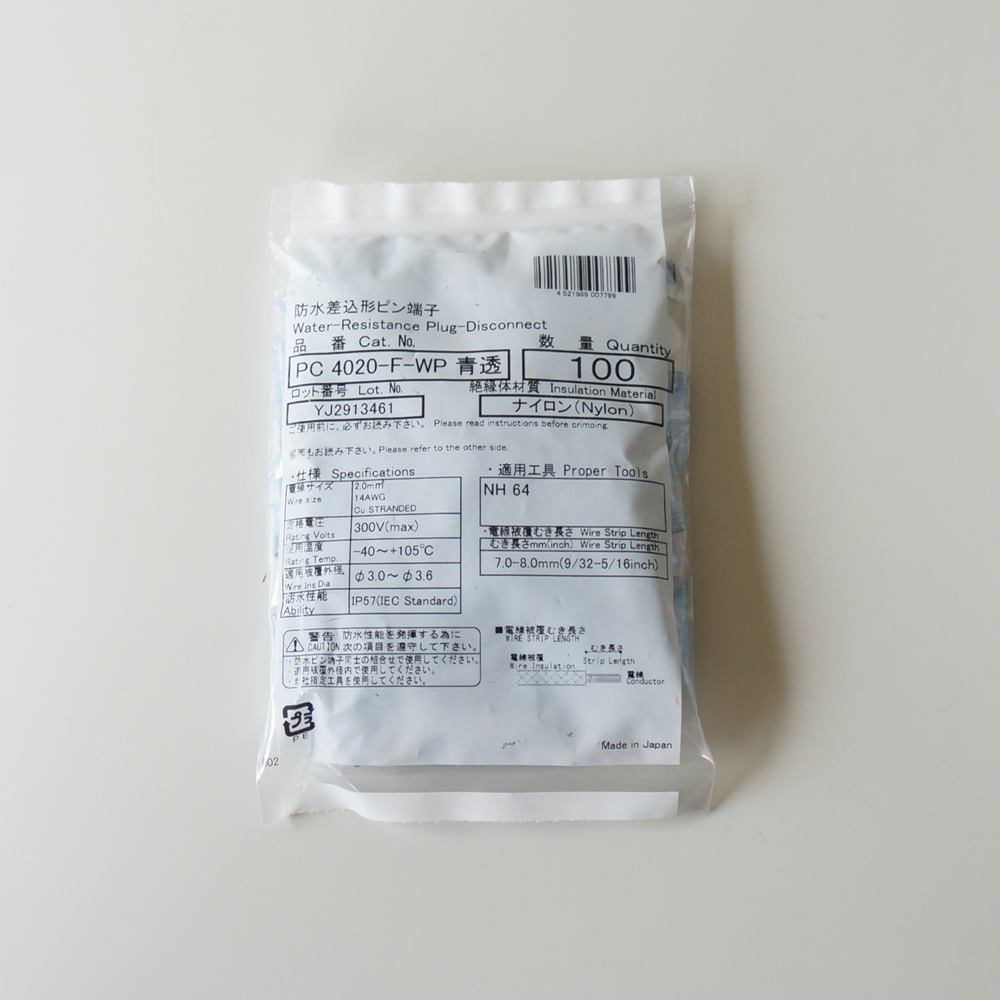 4 521969 007799
防水差込形ピン端子
Water-Resistance Plug-Disconnect
品 番 Cat. No.
数 量 Quantity
PC 4020-F-WP 青透
100
ロット番号 Lot. No.
絶縁体材質 Insulation Material
YJ2913461
ナイロン(Nylon)
ご使用前に、必ずお読み下さい。 Please read instructions before crimping.
もお読み下さい。Please refer to the other side.
・仕様 Specifications
電線サイズ
Wire size
2.0mm²
14AWG
Cu STRANDED
定格電圧
Rating Volts
300V(max)
使用温度
Rating Temp.
-40~+105℃
適用被覆外径
Wire Ins.Dia
φ3.0~φ3.6
防水性能
Ability
IP57(IEC Standard)
・適用工具 Proper Tools
NH 64
・電線被覆むき長さ Wire Strip Length
むき長さmm(inch) Wire Strip Length
7.0-8.0mm(9/32-5/16inch)
警告 防水性能を発揮する為に
CAUTION 次の項目を遵守して下さい。
・防水ピン端子同士の組合せで使用してください。
・適用被覆外径内で使用してください。
・当社指定工具を使用してください。
■電線被覆むき長さ
WIRE STRIP LENGTH
むき長さ
Strip Length
電線被覆
Wire Insulation
電線
Conductor
プラ
PE
Made in Japan